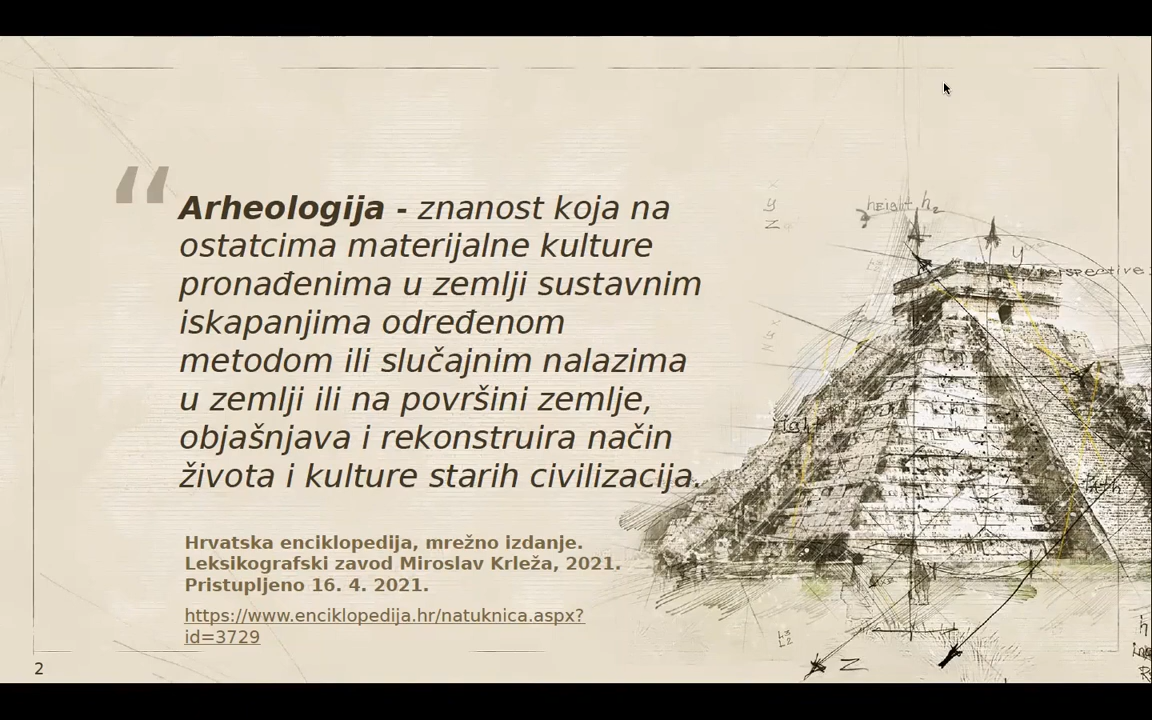 “
Arheologija - znanost koja na
ostatcima materijalne kulture
pronađenima u zemlji sustavnim
iskapanjima određenom
metodom ili slučajnim nalazima
u zemlji ili na površini zemlje,
objašnjava i rekonstruira način
života i kulture starih civilizacija.
Hrvatska enciklopedija, mrežno izdanje.
Leksikografski zavod Miroslav Krleža, 2021.
Pristupljeno 16. 4. 2021.
https://www.enciklopedija.hr/natuknica.aspx?
id=3729
2
height h2
y
perspective
Z